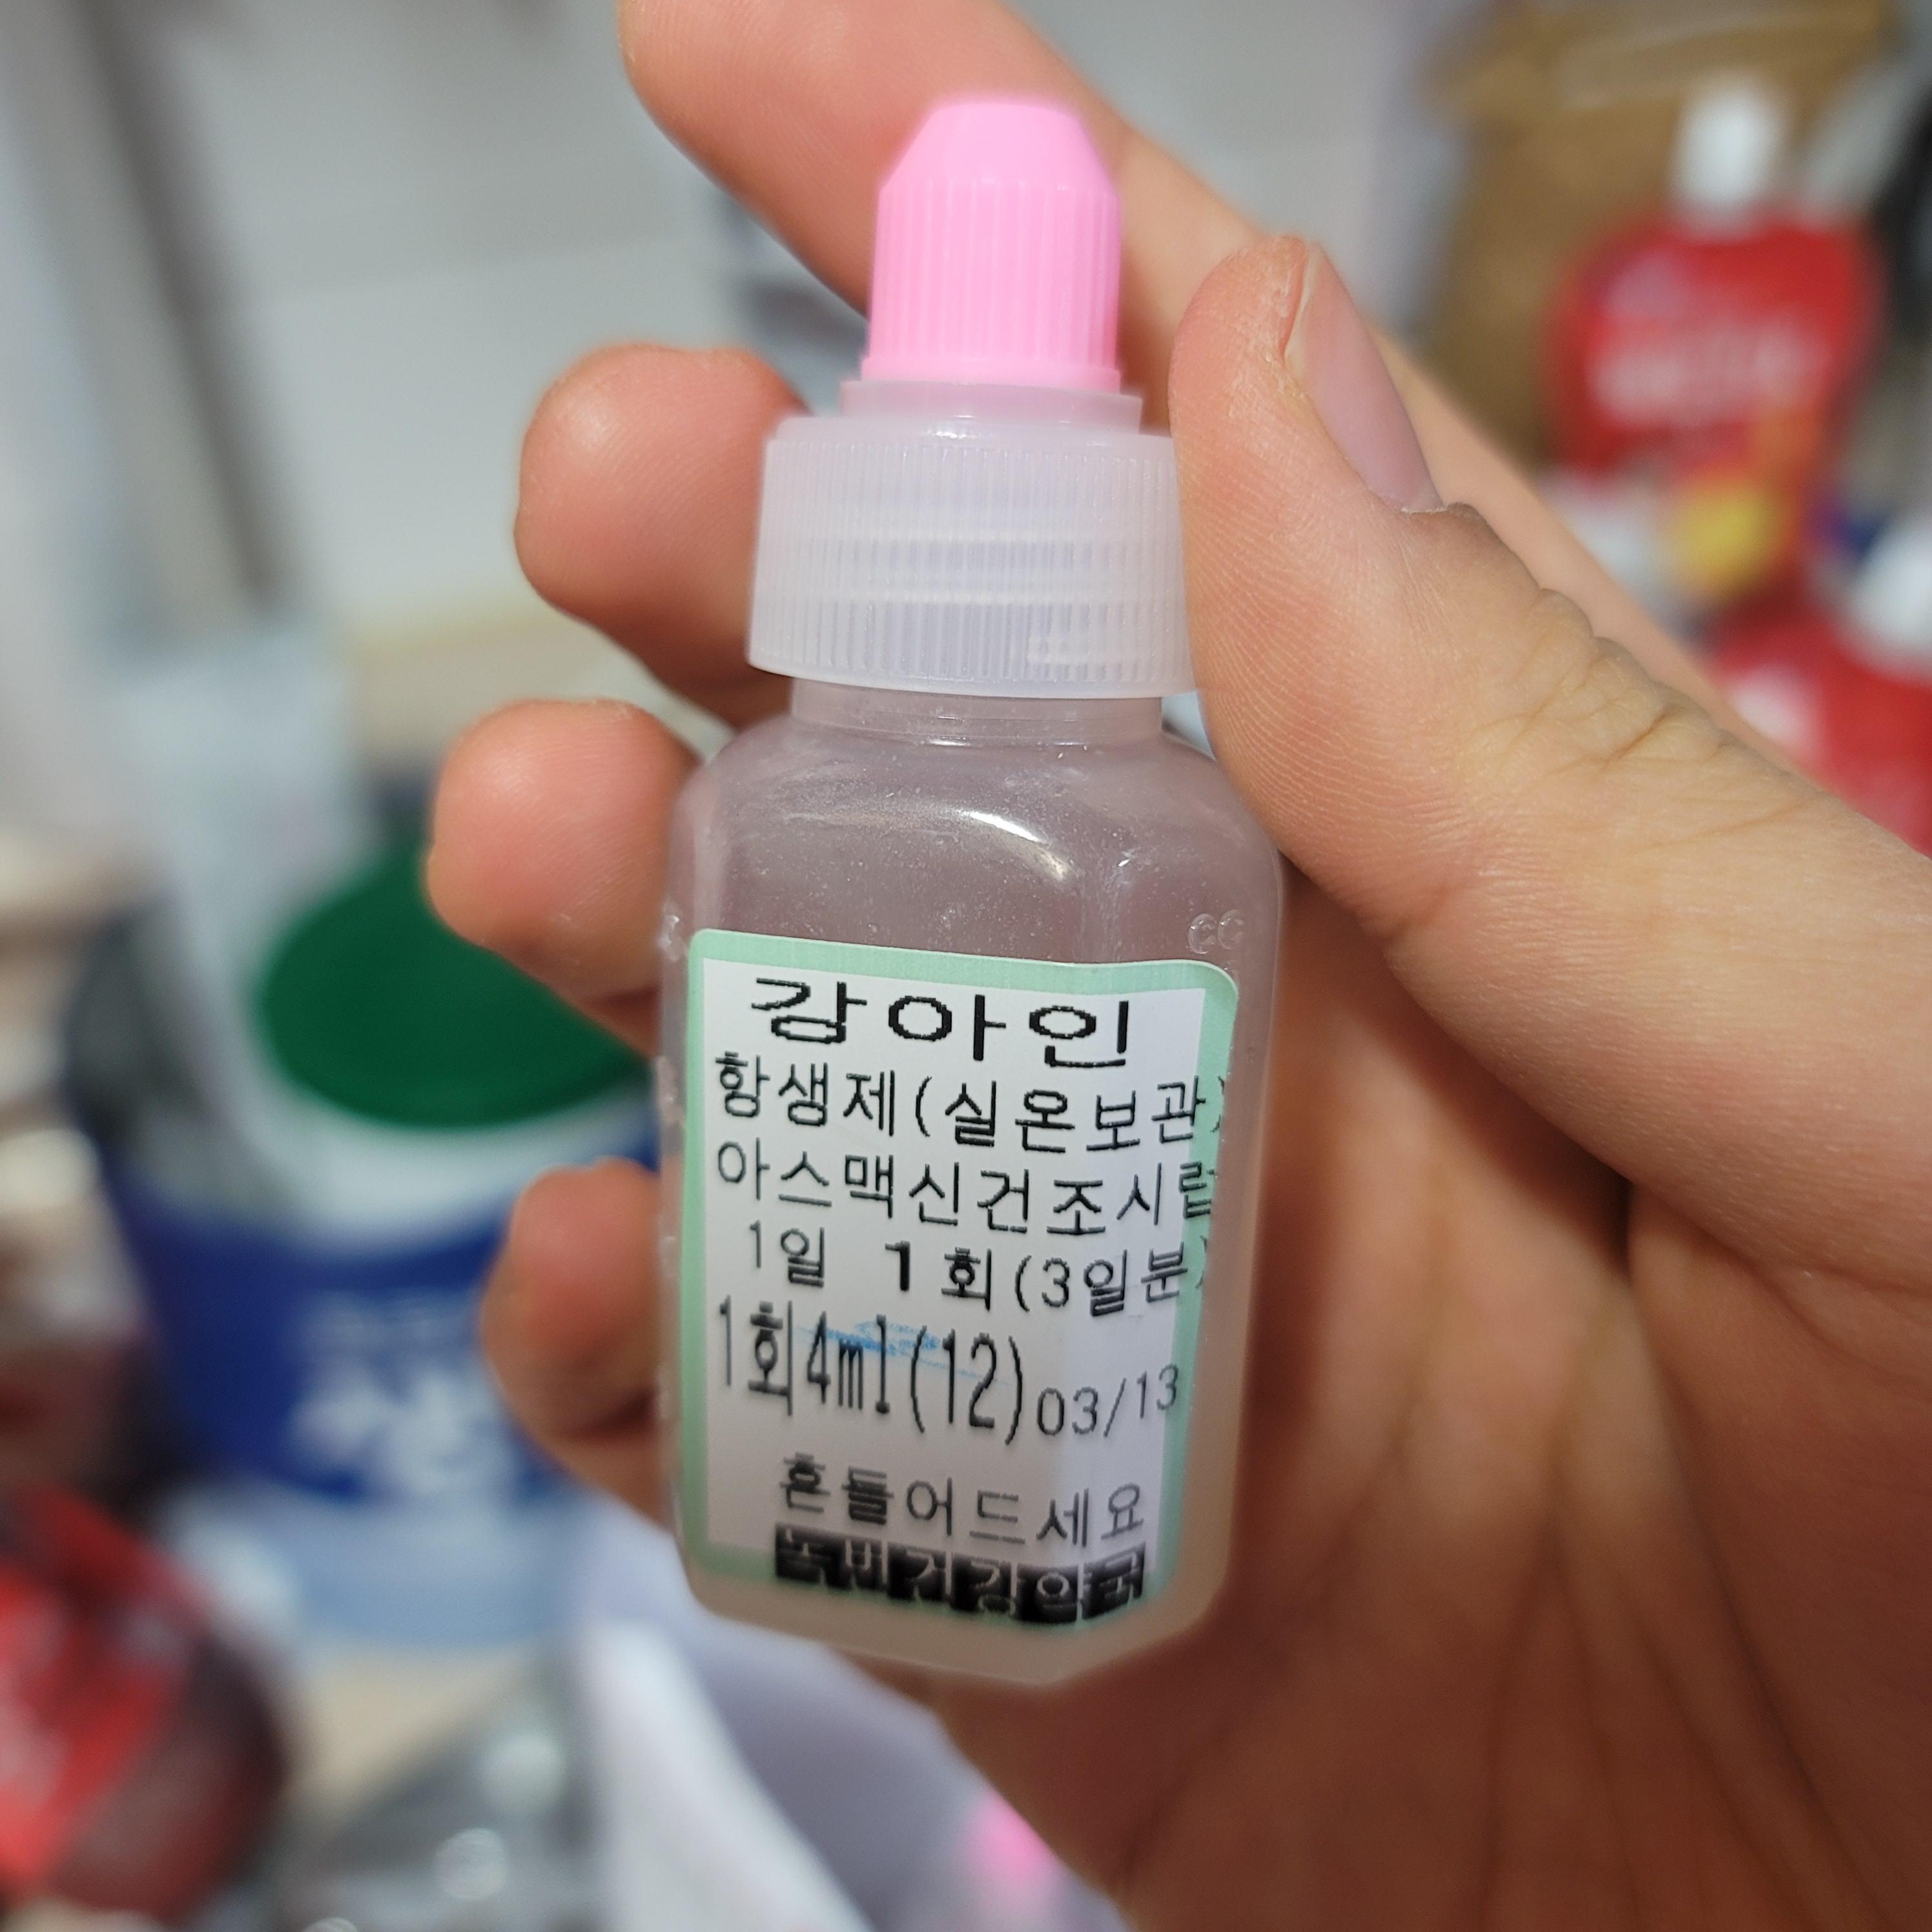 강아인
항생제(실온보관)
아스맥신건조시럽
1일 1회(3일분)
1회4ml(12)03/13
흔들어드세요
cc